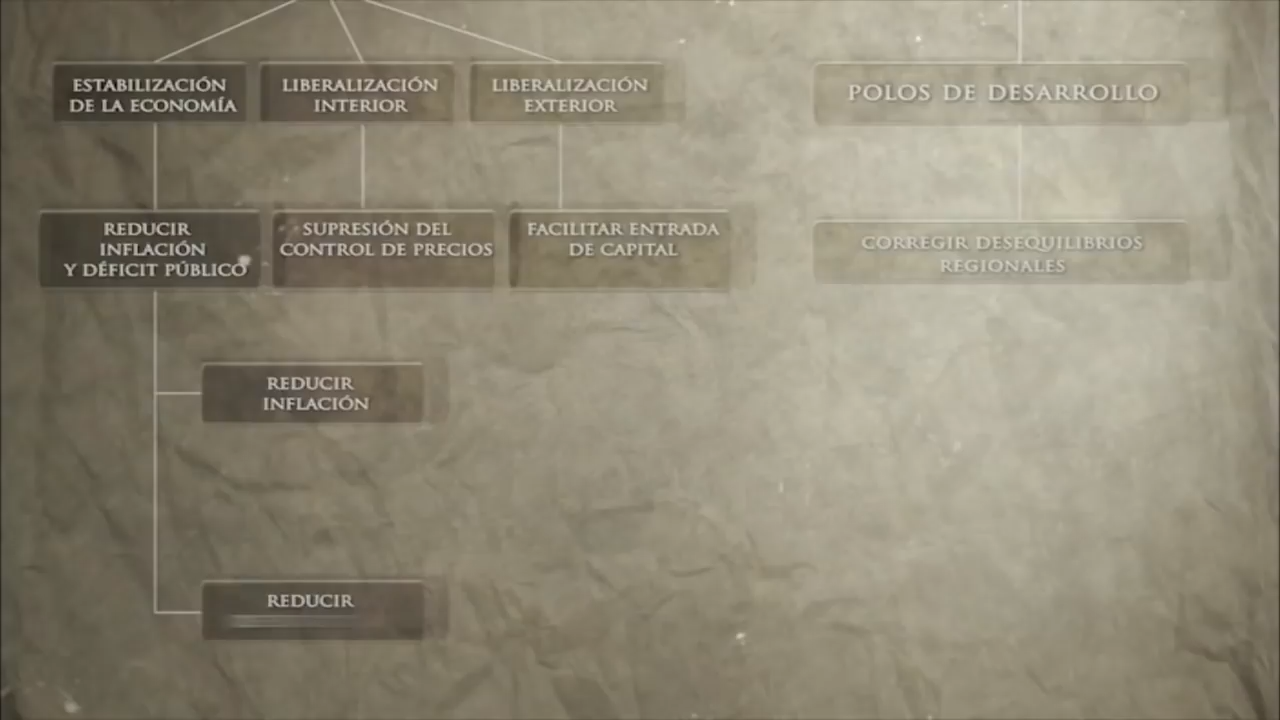 ESTABILIZACIÓN
DE LA ECONOMÍA
LIBERALIZACIÓN
INTERIOR
LIBERALIZACIÓN
EXTERIOR
POLOS DE DESARROLLO
REDUCIR
INFLACIÓN
Y DÉFICIT PÚBLICO
SUPRESIÓN DEL
CONTROL DE PRECIOS
FACILITAR ENTRADA
DE CAPITAL
CORREGIR DESEQUILIBRIOS
REGIONALES
REDUCIR
INFLACIÓN
REDUCIR